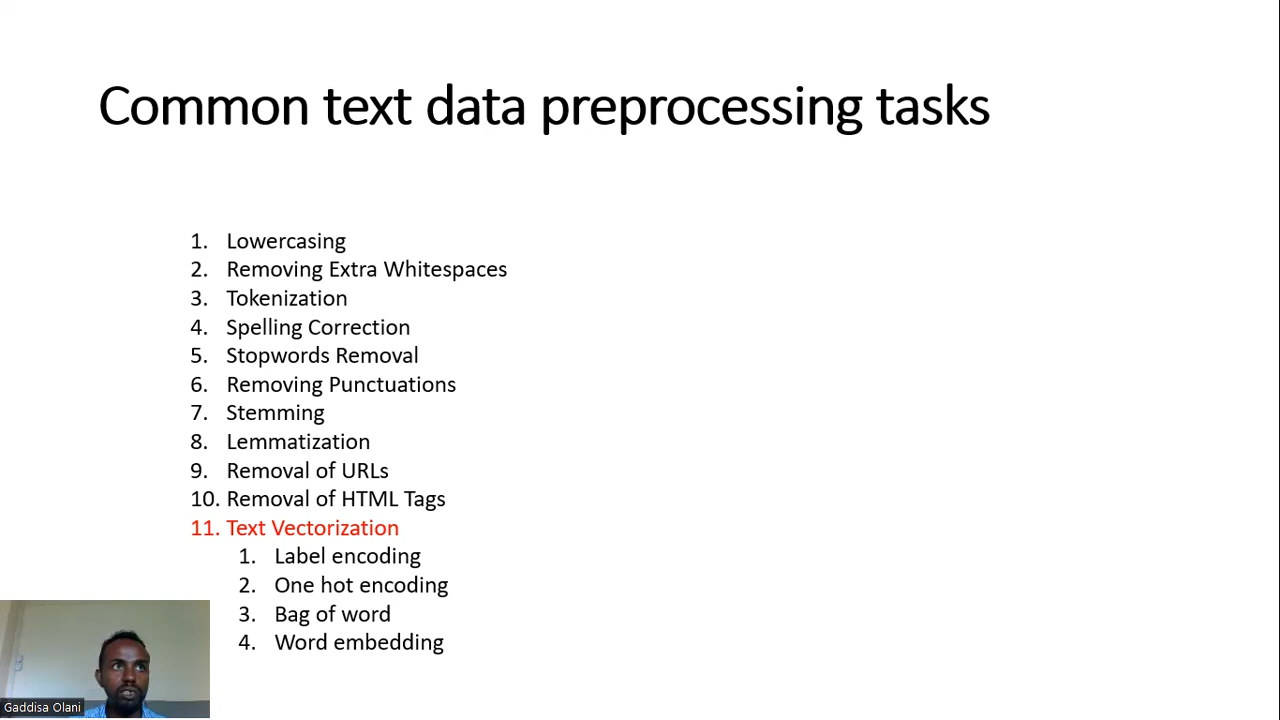 Common text data preprocessing tasks
1. Lowercasing
2. Removing Extra Whitespaces
3. Tokenization
4. Spelling Correction
5. Stopwords Removal
6. Removing Punctuations
7. Stemming
8. Lemmatization
9. Removal of URLs
10. Removal of HTML Tags
11. Text Vectorization
1. Label encoding
2. One hot encoding
3. Bag of word
4. Word embedding
Gaddisa Olani